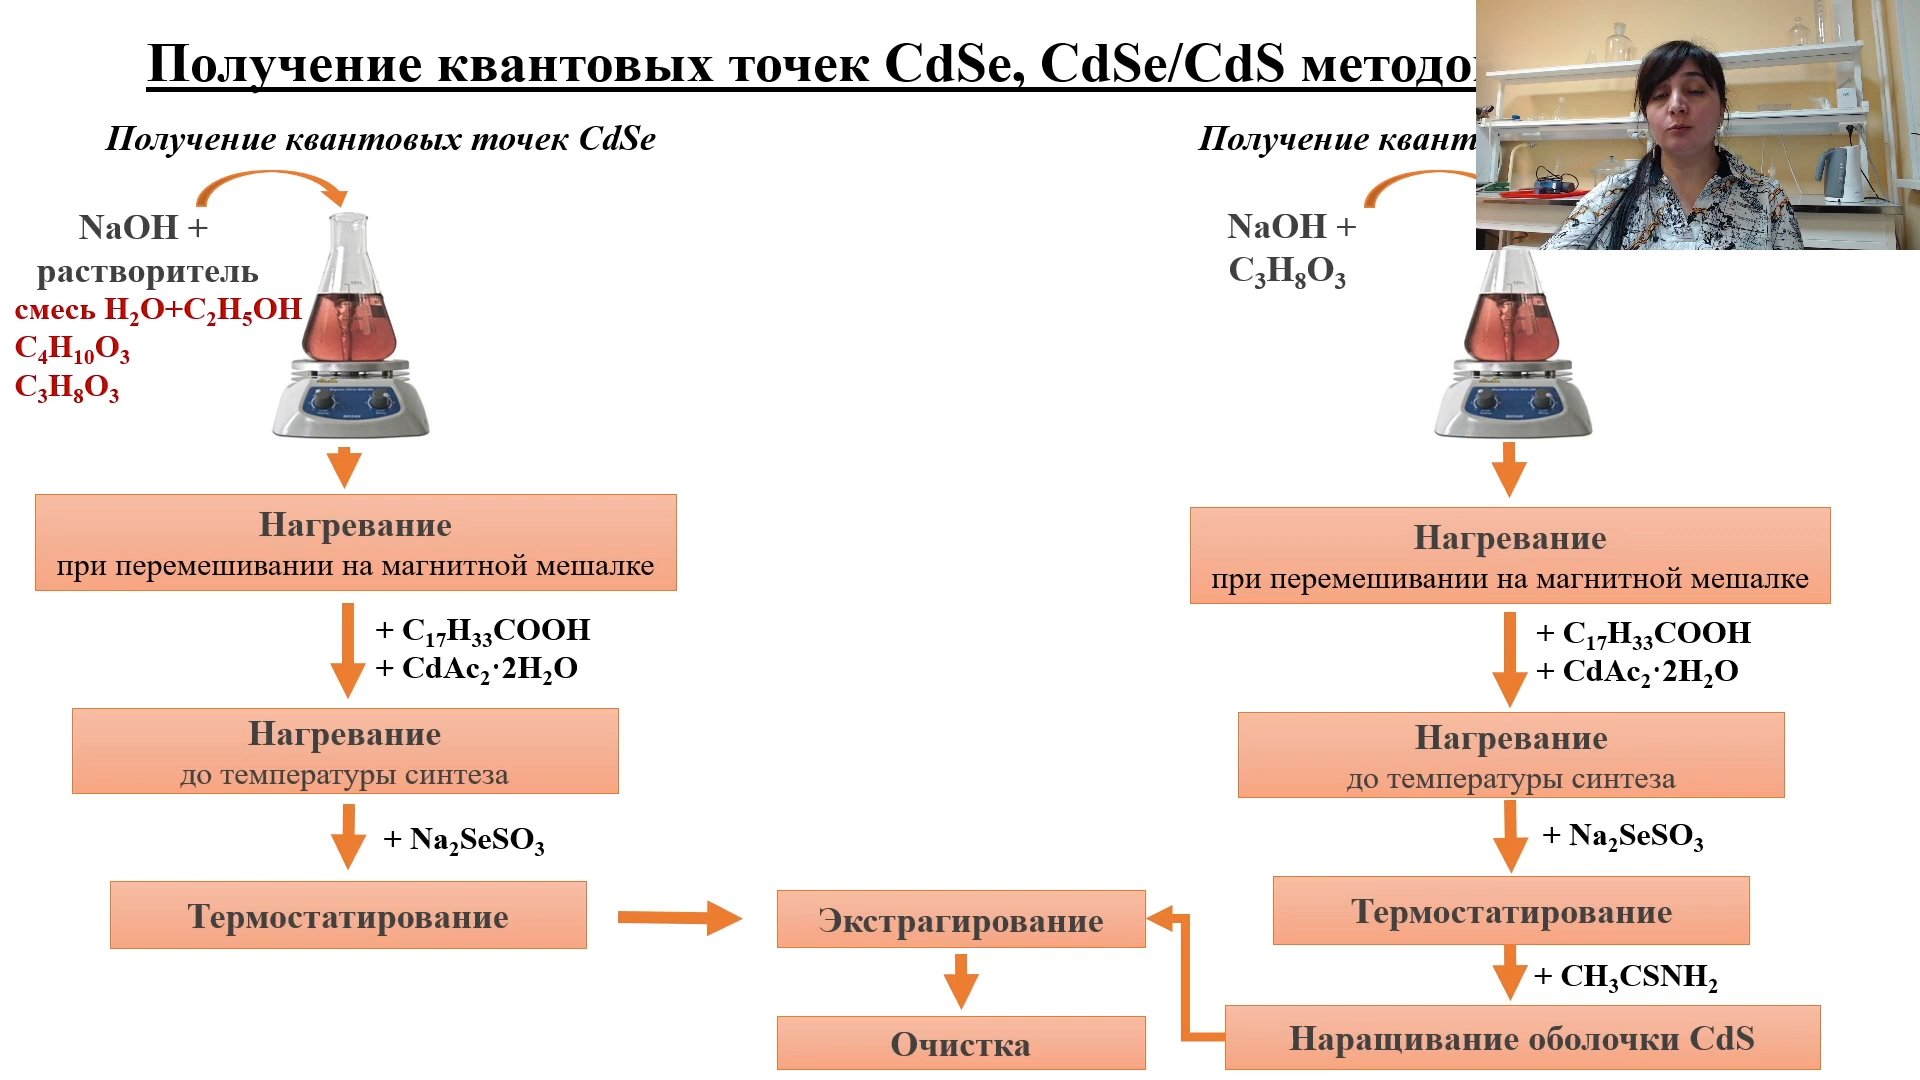 Получение квантовых точек CdSe, CdSe/CdS
Получение квантовых точек CdSe
NaOH +
растворитель
смесь H₂O+C₂H₅OH
C₄H₁₀O₃
C₃H₈O₃
Нагревание
при перемешивании на магнитной мешалке
+ C₁₇H₃₃COOH
+ CdAc₂·2H₂O
Нагревание
до температуры синтеза
+ Na₂SeSO₃
Термостатирование
Экстрагирование
Очистка
Получение
NaOH +
C₃H₈O₃
Нагревание
при перемешивании на магнитной мешалке
+ C₁₇H₃₃COOH
+ CdAc₂·2H₂O
Нагревание
до температуры синтеза
+ Na₂SeSO₃
Термостатирование
+ CH₃CSNH₂
Наращивание оболочки CdS